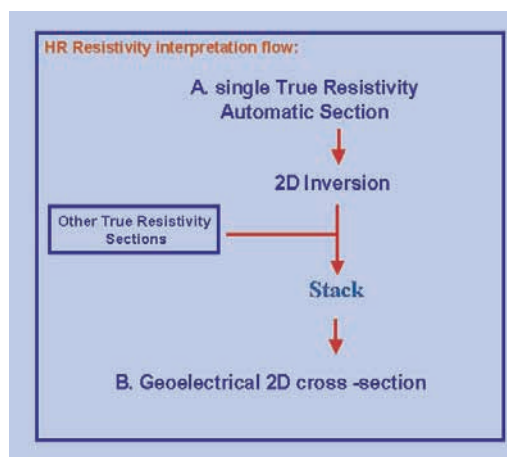 HR Resistivity interpretation flow:
A. single True Resistivity
Automatic Section
2D Inversion
Other True Resistivity
Sections
Stack
B. Geoelectrical 2D cross -section